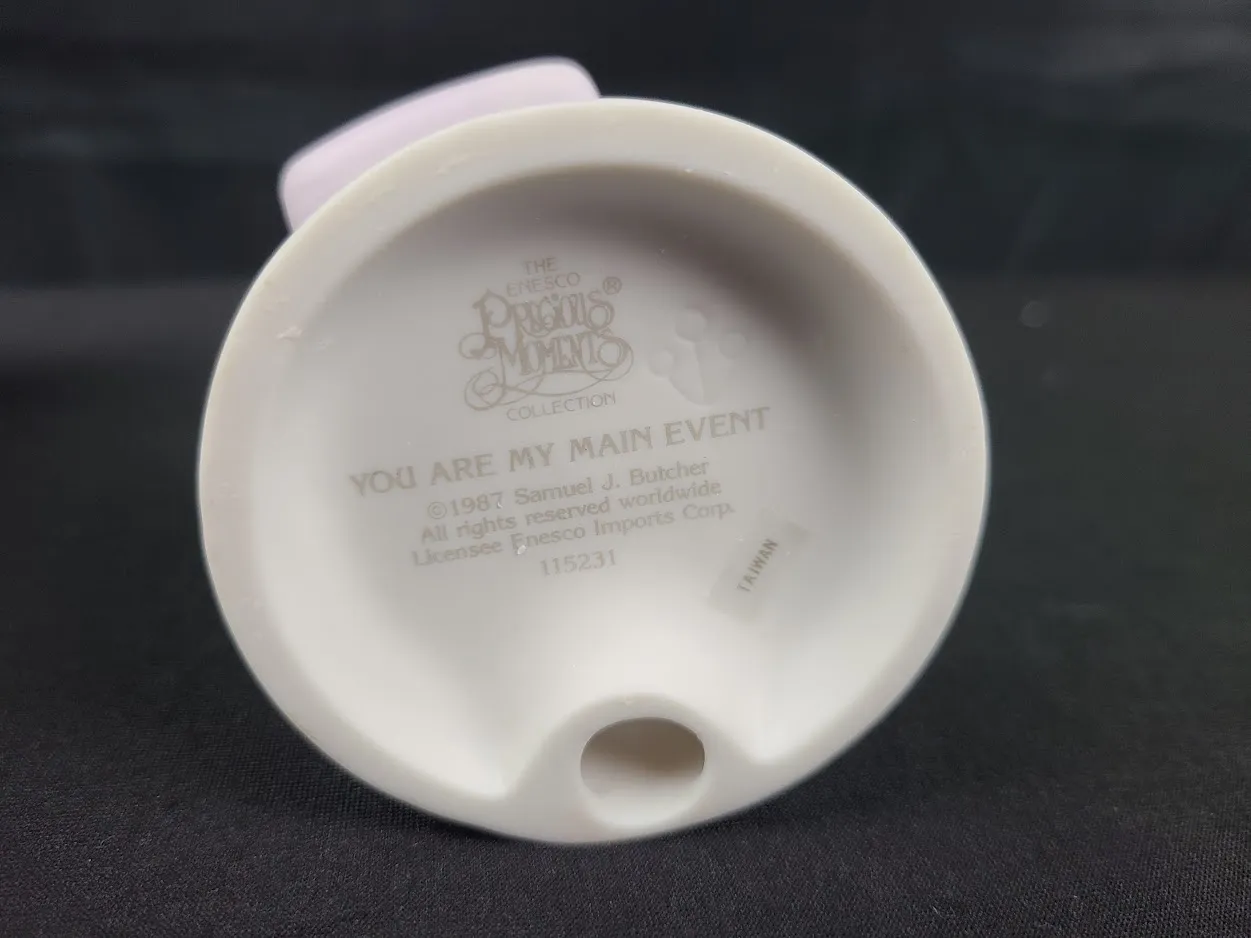 THE
ENESCO
PRECIOUS®
MOMENTS
COLLECTION
YOU ARE MY MAIN EVENT
©1987 Samuel J. Butcher
All rights reserved worldwide
Licensee Enesco Imports Corp.
115231
TAIWAN